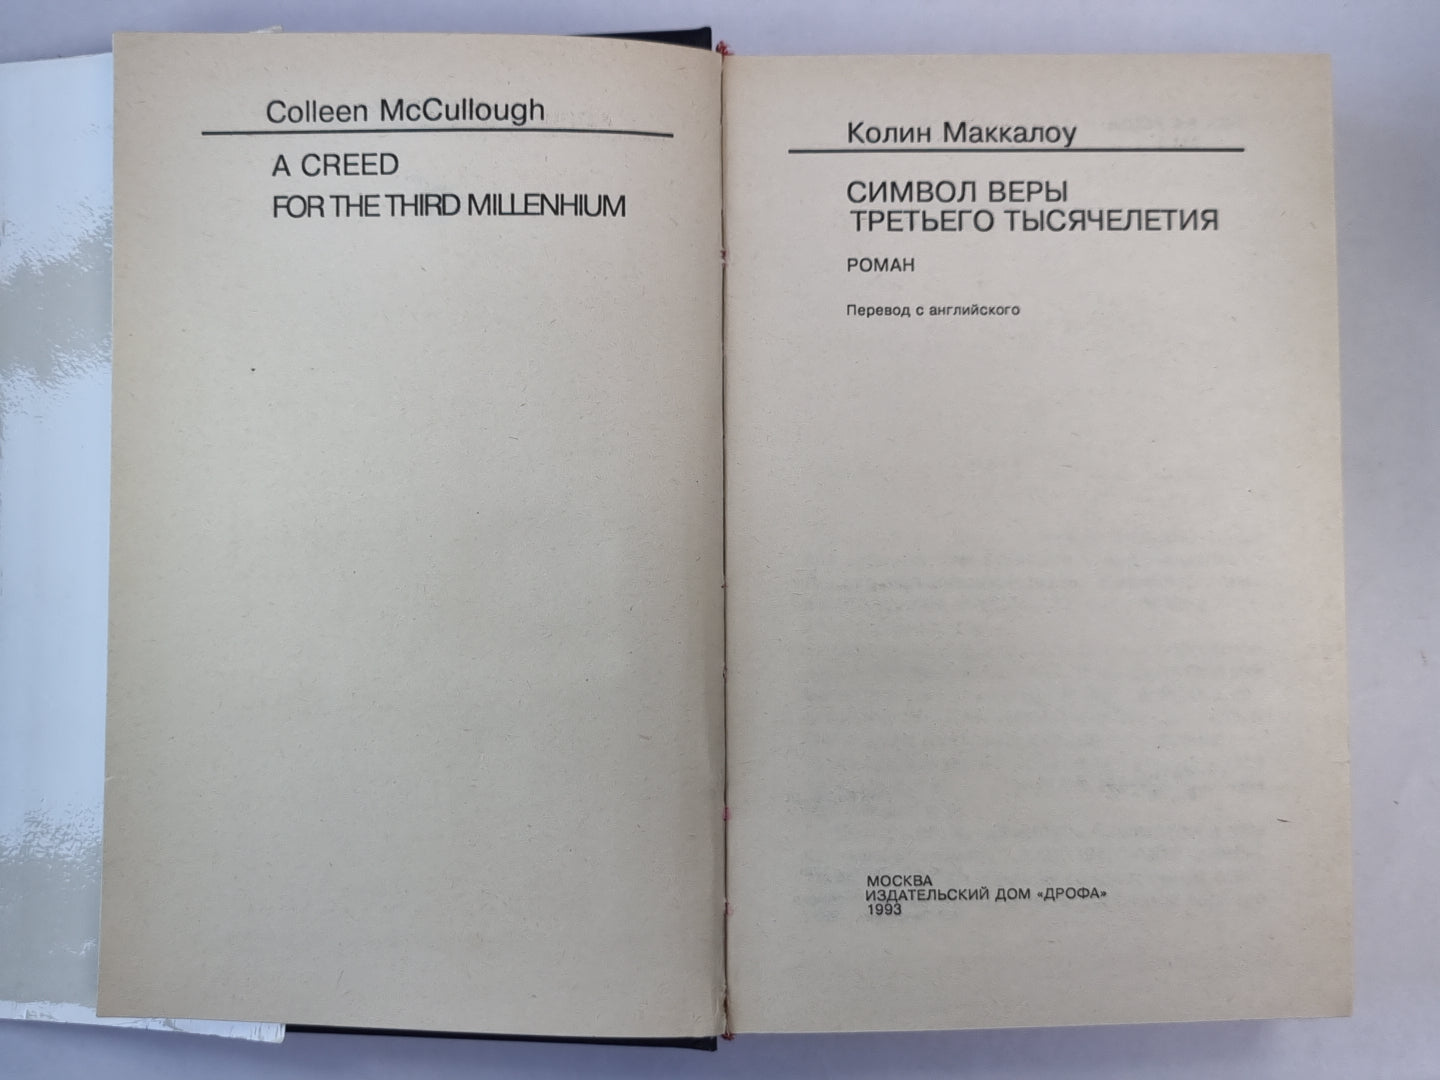 Colleen McCullough
A CREED
FOR THE THIRD MILLENHIUM
Колин Маккалоу
СИМВОЛ ВЕРЫ
ТРЕТЬЕГО ТЫСЯЧЕЛЕТИЯ
РОМАН
Перевод с английского
МОСКВА
ИЗДАТЕЛЬСКИЙ ДОМ «ДРОФА»
1993